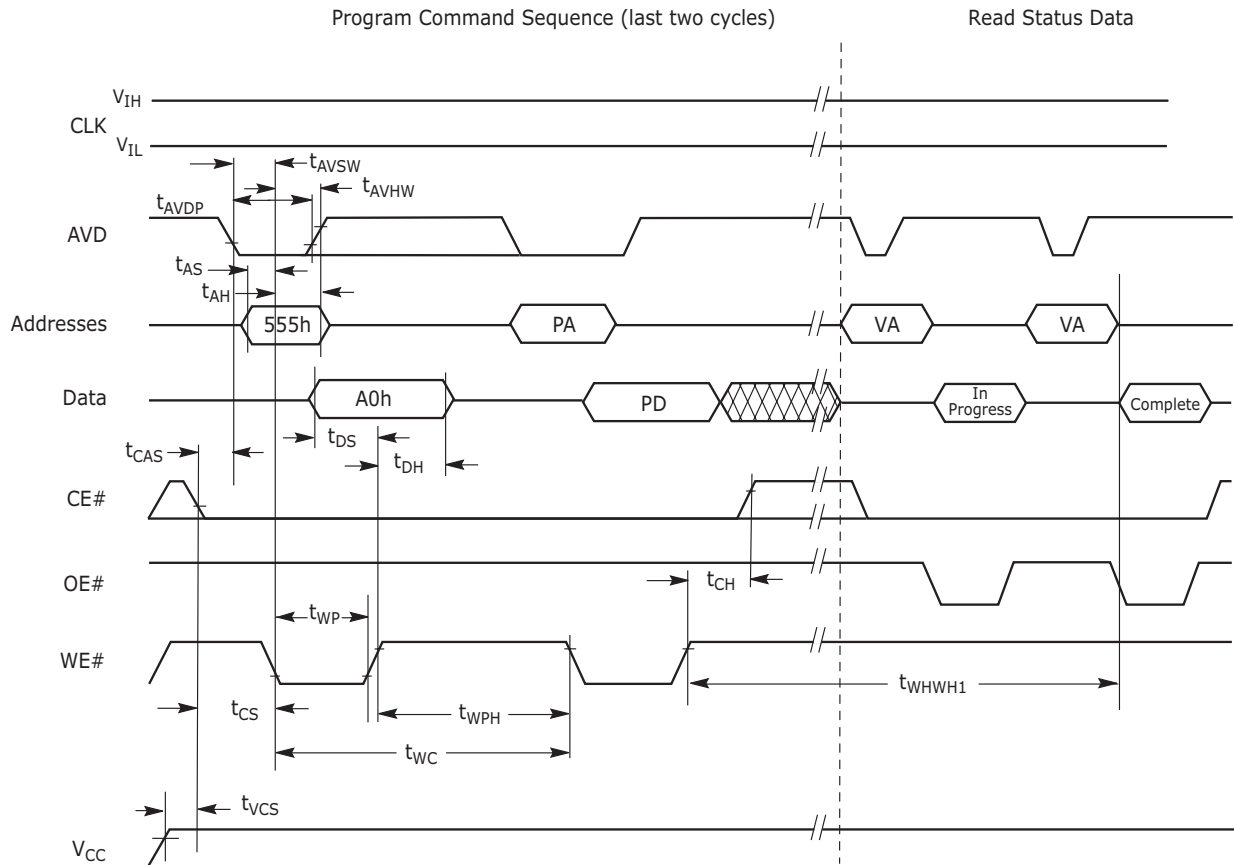 Program Command Sequence (last two cycles) Read Status Data
VIH
CLK
VIL
tAVSW
tAVHW
tAVDP
AVD
tAS
tAH
Addresses 555h PA VA VA
Data A0h PD In Progress Complete
tDS
tCAS
tDH
CE#
OE#
tCH
tWP
WE#
tWHWH1
tCS
tWPH
tWC
tVCS
VCC